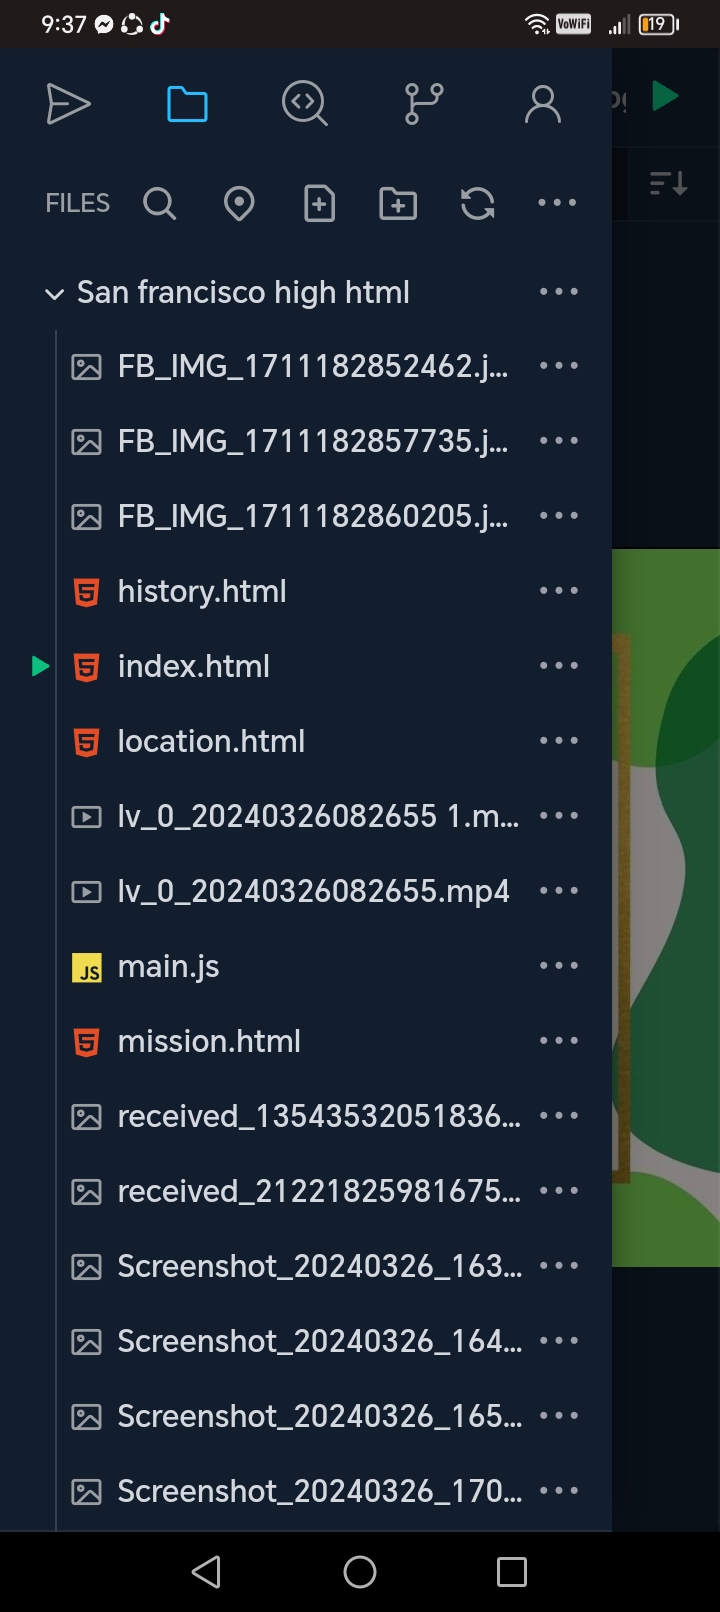 9:37
VoWiFi
19
FILES
San francisco high html
FB_IMG_1711182852462.j...
FB_IMG_1711182857735.j...
FB_IMG_1711182860205.j...
history.html
index.html
location.html
lv_0_20240326082655 1.m...
lv_0_20240326082655.mp4
JS main.js
mission.html
received_13543532051836...
received_21221825981675...
Screenshot_20240326_163...
Screenshot_20240326_164...
Screenshot_20240326_165...
Screenshot_20240326_170...